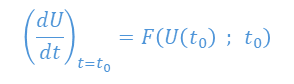 (dU/dt)_{t=t₀} = F(U(t₀) ; t₀)